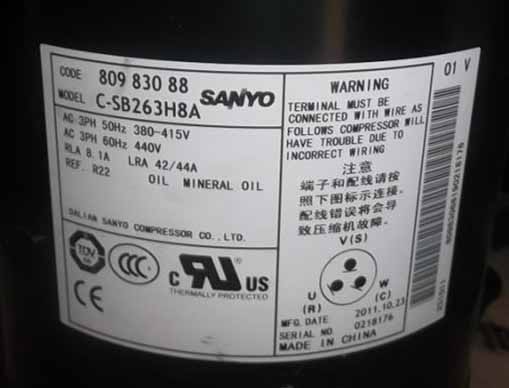 CODE 809 830 88
MODEL C-SB263H8A SANYO
AC 3PH 50Hz 380-415V
AC 3PH 60Hz 440V
RLA 8.1A LRA 42/44A
REF. R22 OIL MINERAL OIL
DALIAN SANYO COMPRESSOR CO., LTD.
TÜV
CCC
C UR US
THERMALLY PROTECTED
CE
WARNING
TERMINAL MUST BE
CONNECTED WITH WIRE AS
FOLLOWS COMPRESSOR WILL
HAVE TROUBLE DUE TO
INCORRECT WIRING
注意
端子和配线请按
照下图标示连接.
配线错误将会导
致压缩机故障.
V(S)
U (R)
W (C)
MFG. DATE 2011.10.23
SERIAL NO. 0218176
MADE IN CHINA
01 V